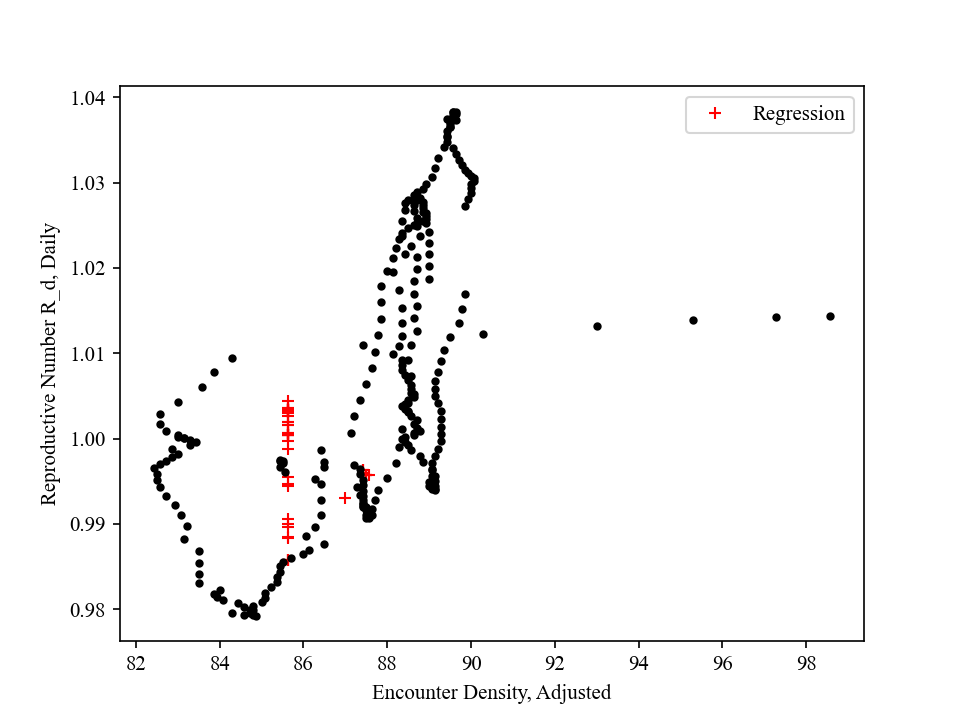 Regression
1.04
1.03
1.02
1.01
1.00
0.99
0.98
Reproductive Number R_d, Daily
82 84 86 88 90 92 94 96 98
Encounter Density, Adjusted